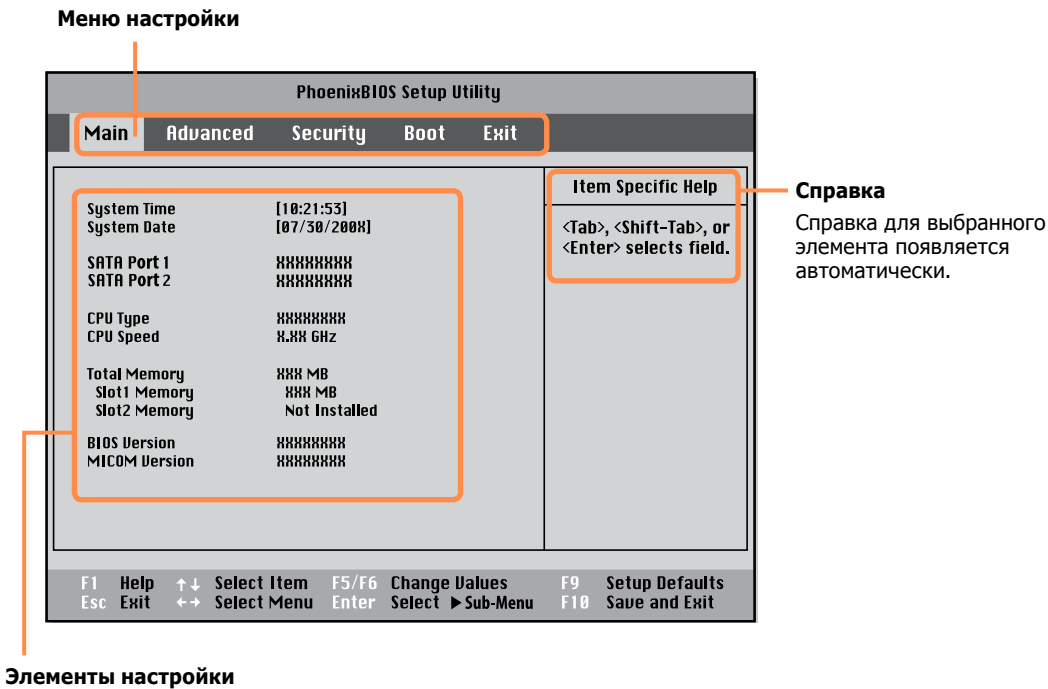 Меню настройки
PhoenixBIOS Setup Utility
Main Advanced Security Boot Exit
Item Specific Help
<Tab>, <Shift-Tab>, or
<Enter> selects field.
System Time [10:21:53]
System Date [07/30/200X]
SATA Port 1 XXXXXXXX
SATA Port 2 XXXXXXXX
CPU Type XXXXXXXX
CPU Speed X.XX GHz
Total Memory XXX MB
Slot1 Memory XXX MB
Slot2 Memory Not Installed
BIOS Version XXXXXXXX
MICOM Version XXXXXXXX
Справка
Справка для выбранного
элемента появляется
автоматически.
F1 Help ↑↓ Select Item F5/F6 Change Values F9 Setup Defaults
Esc Exit ←→ Select Menu Enter Select ▶Sub-Menu F10 Save and Exit
Элементы настройки